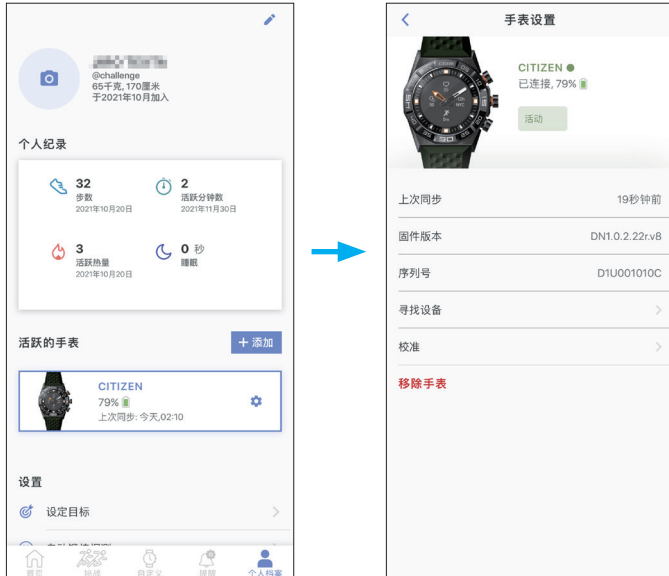 @challenge
65千克, 170厘米
于2021年10月加入
个人纪录
32
步数
2021年10月20日
2
活跃分钟数
2021年11月30日
3
活跃热量
2021年10月20日
0 秒
睡眠
活跃的手表
+ 添加
CITIZEN
79%
上次同步: 今天,02:10
设置
设定目标
首页
挑战
自定义
提醒
个人档案
手表设置
CITIZEN
已连接, 79%
活动
上次同步
19秒钟前
固件版本
DN1.0.2.22r.v8
序列号
D1U001010C
寻找设备
校准
移除手表